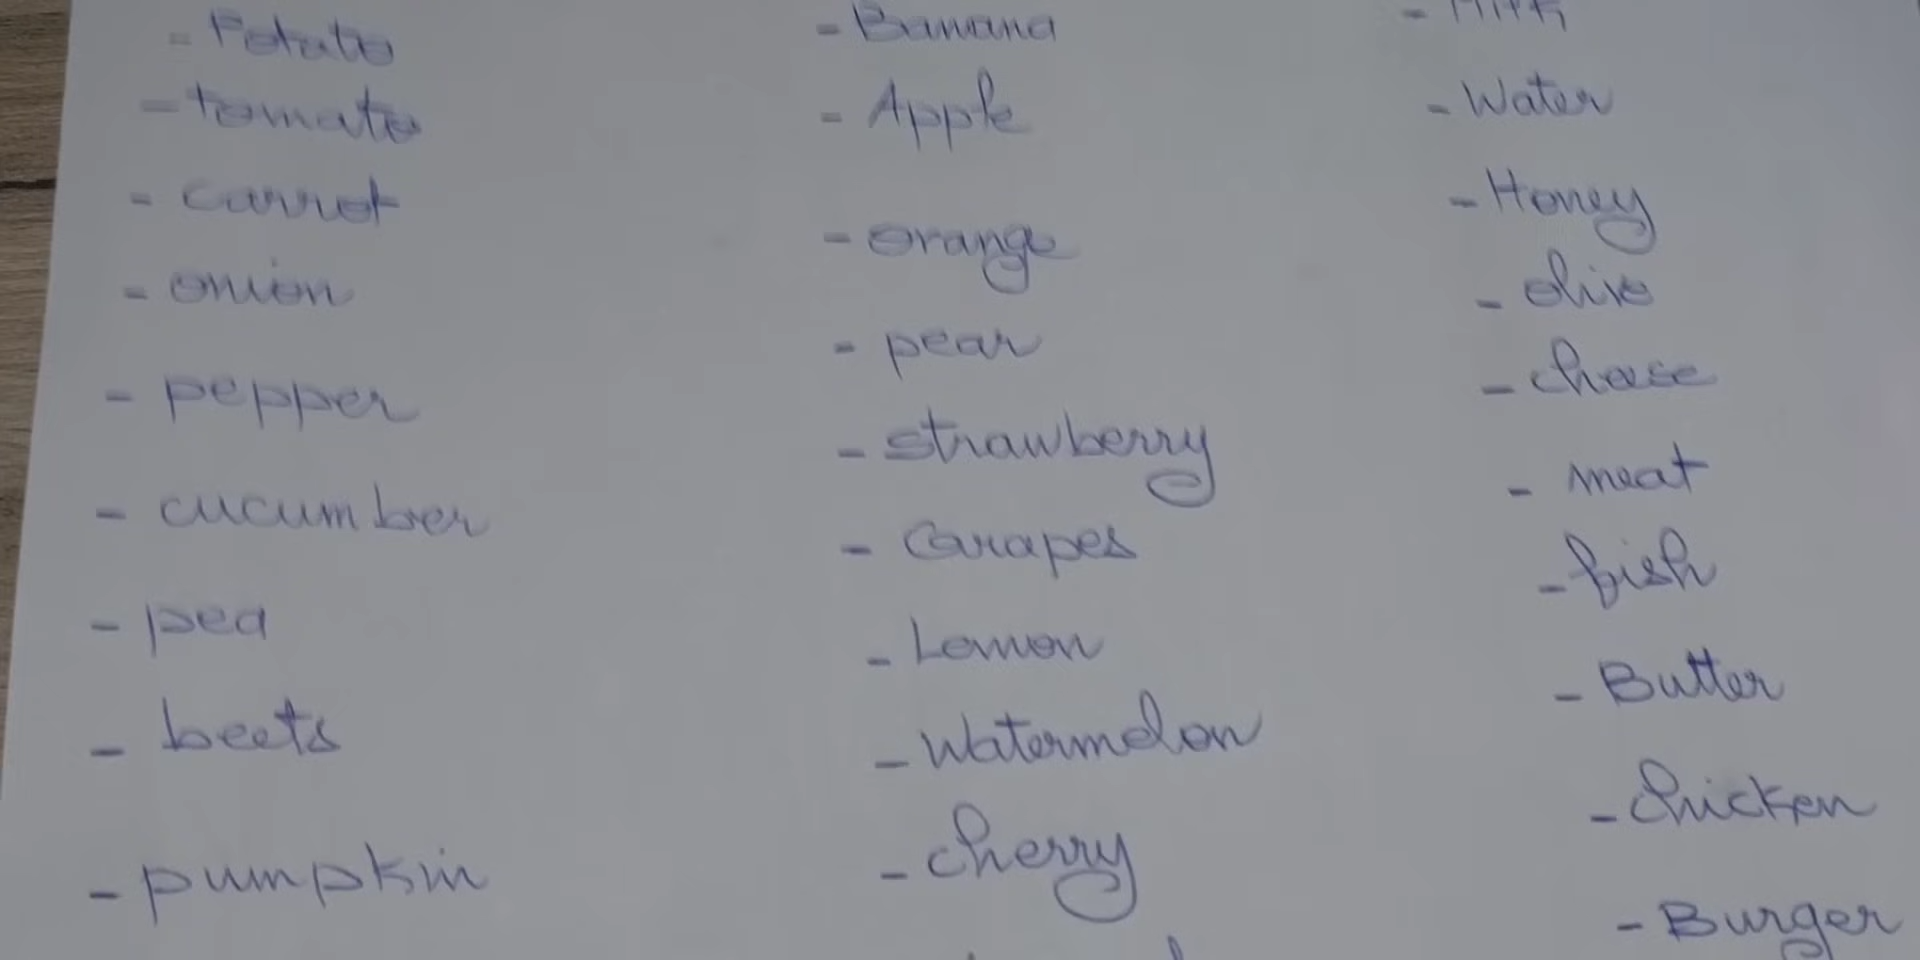 - Potato
- tomato
- carrot
- onion
- pepper
- cucumber
- pea
- beets
- pumpkin
- Banana
- Apple
- orange
- pear
- strawberry
- Grapes
- Lemon
- Watermelon
- cherry
- Milk
- Water
- Honey
- olive
- cheese
- meat
- fish
- Butter
- chicken
- Burger